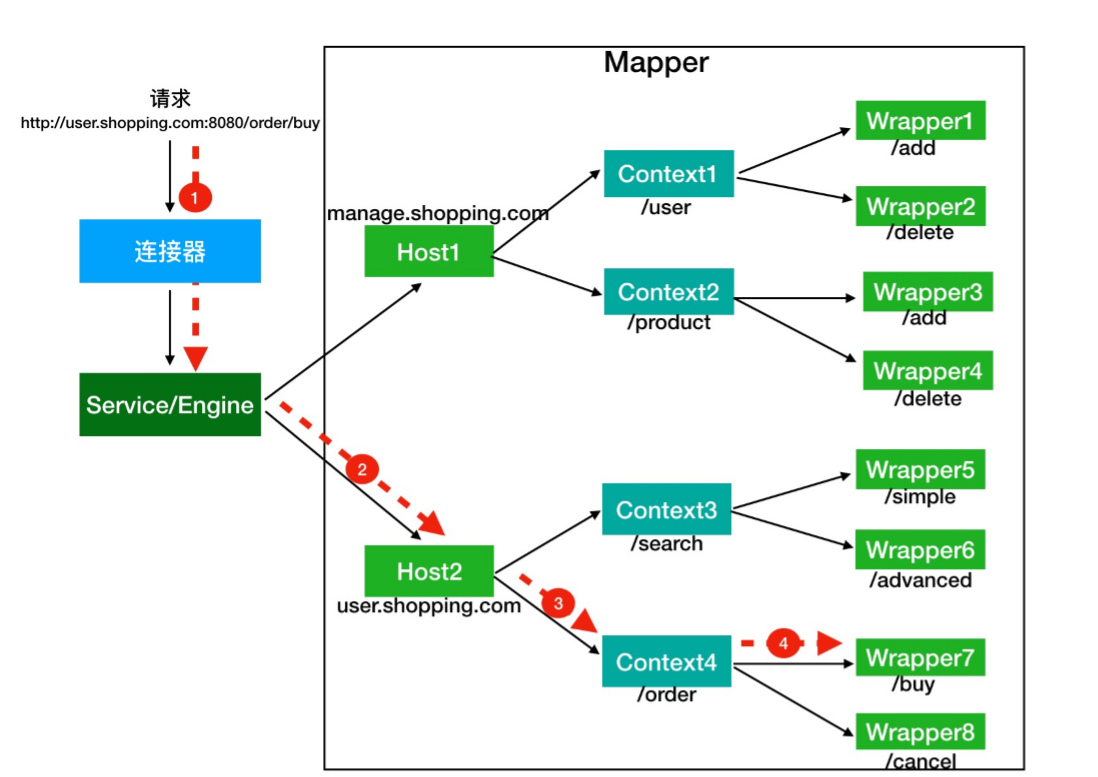 Mapper
请求
http://user.shopping.com:8080/order/buy
1
连接器
Service/Engine
2
manage.shopping.com
Host1
Context1
/user
Wrapper1
/add
Wrapper2
/delete
Context2
/product
Wrapper3
/add
Wrapper4
/delete
Host2
user.shopping.com
Context3
/search
Wrapper5
/simple
Wrapper6
/advanced
3
Context4
/order
4
Wrapper7
/buy
Wrapper8
/cancel